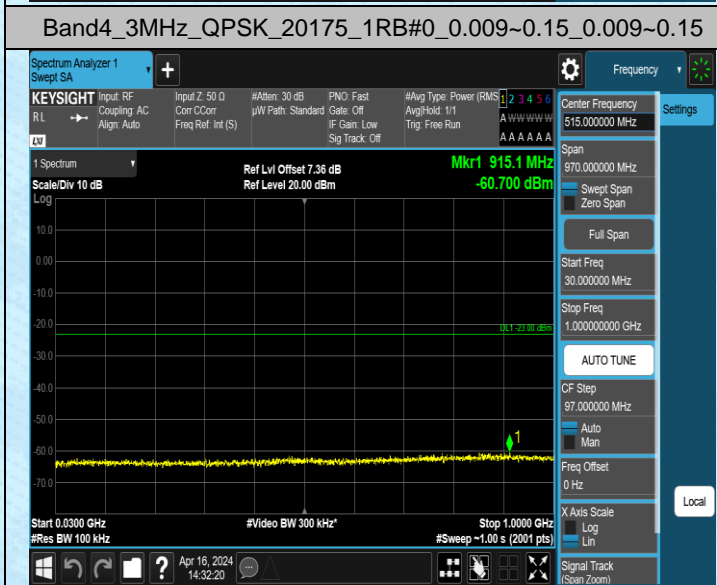 Band4_3MHz_QPSK_20175_1RB#0_0.009~0.15_0.009~0.15
Spectrum Analyzer 1
Swept SA
Frequency
KEYSIGHT
RL
LXI
Input: RF
Coupling: AC
Align: Auto
Input Z: 50 Ω
Corr CCorr
Freq Ref: Int (S)
#Atten: 30 dB
µW Path: Standard
PNO: Fast
Gate: Off
IF Gain: Low
Sig Track: Off
#Avg Type: Power (RMS
Avg|Hold: 1/1
Trig: Free Run
1 2 3 4 5 6
A W W W W W
A A A A A A
1 Spectrum
Scale/Div 10 dB
Log
Ref Lvl Offset 7.36 dB
Ref Level 20.00 dBm
Mkr1 915.1 MHz
-60.700 dBm
10.0
0.00
-10.0
-20.0
DL1 -23.00 dBm
-30.0
-40.0
-50.0
1
-60.0
-70.0
Start 0.0300 GHz
#Res BW 100 kHz
#Video BW 300 kHz*
Stop 1.0000 GHz
#Sweep ~1.00 s (2001 pts)
Center Frequency
515.000000 MHz
Settings
Span
970.000000 MHz
Swept Span
Zero Span
Full Span
Start Freq
30.000000 MHz
Stop Freq
1.000000000 GHz
AUTO TUNE
CF Step
97.000000 MHz
Auto
Man
Freq Offset
0 Hz
X Axis Scale
Log
Lin
Local
Signal Track
(Span Zoom)
?
Apr 16, 2024
14:32:20